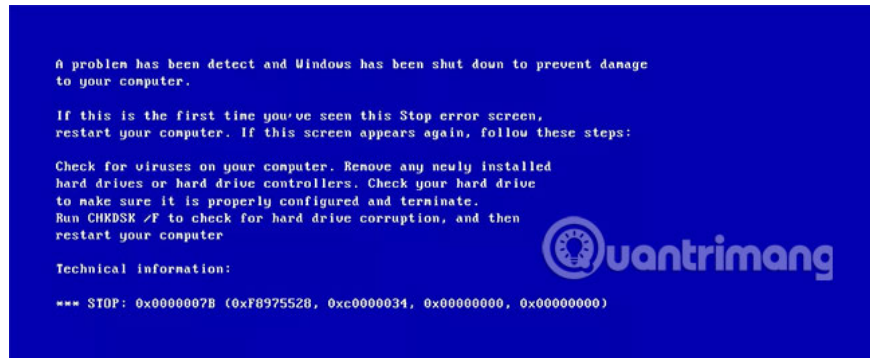 A problem has been detect and Windows has been shut down to prevent damage
to your computer.
If this is the first time you've seen this Stop error screen,
restart your computer. If this screen appears again, follow these steps:
Check for viruses on your computer. Remove any newly installed
hard drives or hard drive controllers. Check your hard drive
to make sure it is properly configured and terminate.
Run CHKDSK /F to check for hard drive corruption, and then
restart your computer
Quantrimang
Technical information:
*** STOP: 0x0000007B (0xF8975528, 0xc0000034, 0x00000000, 0x00000000)